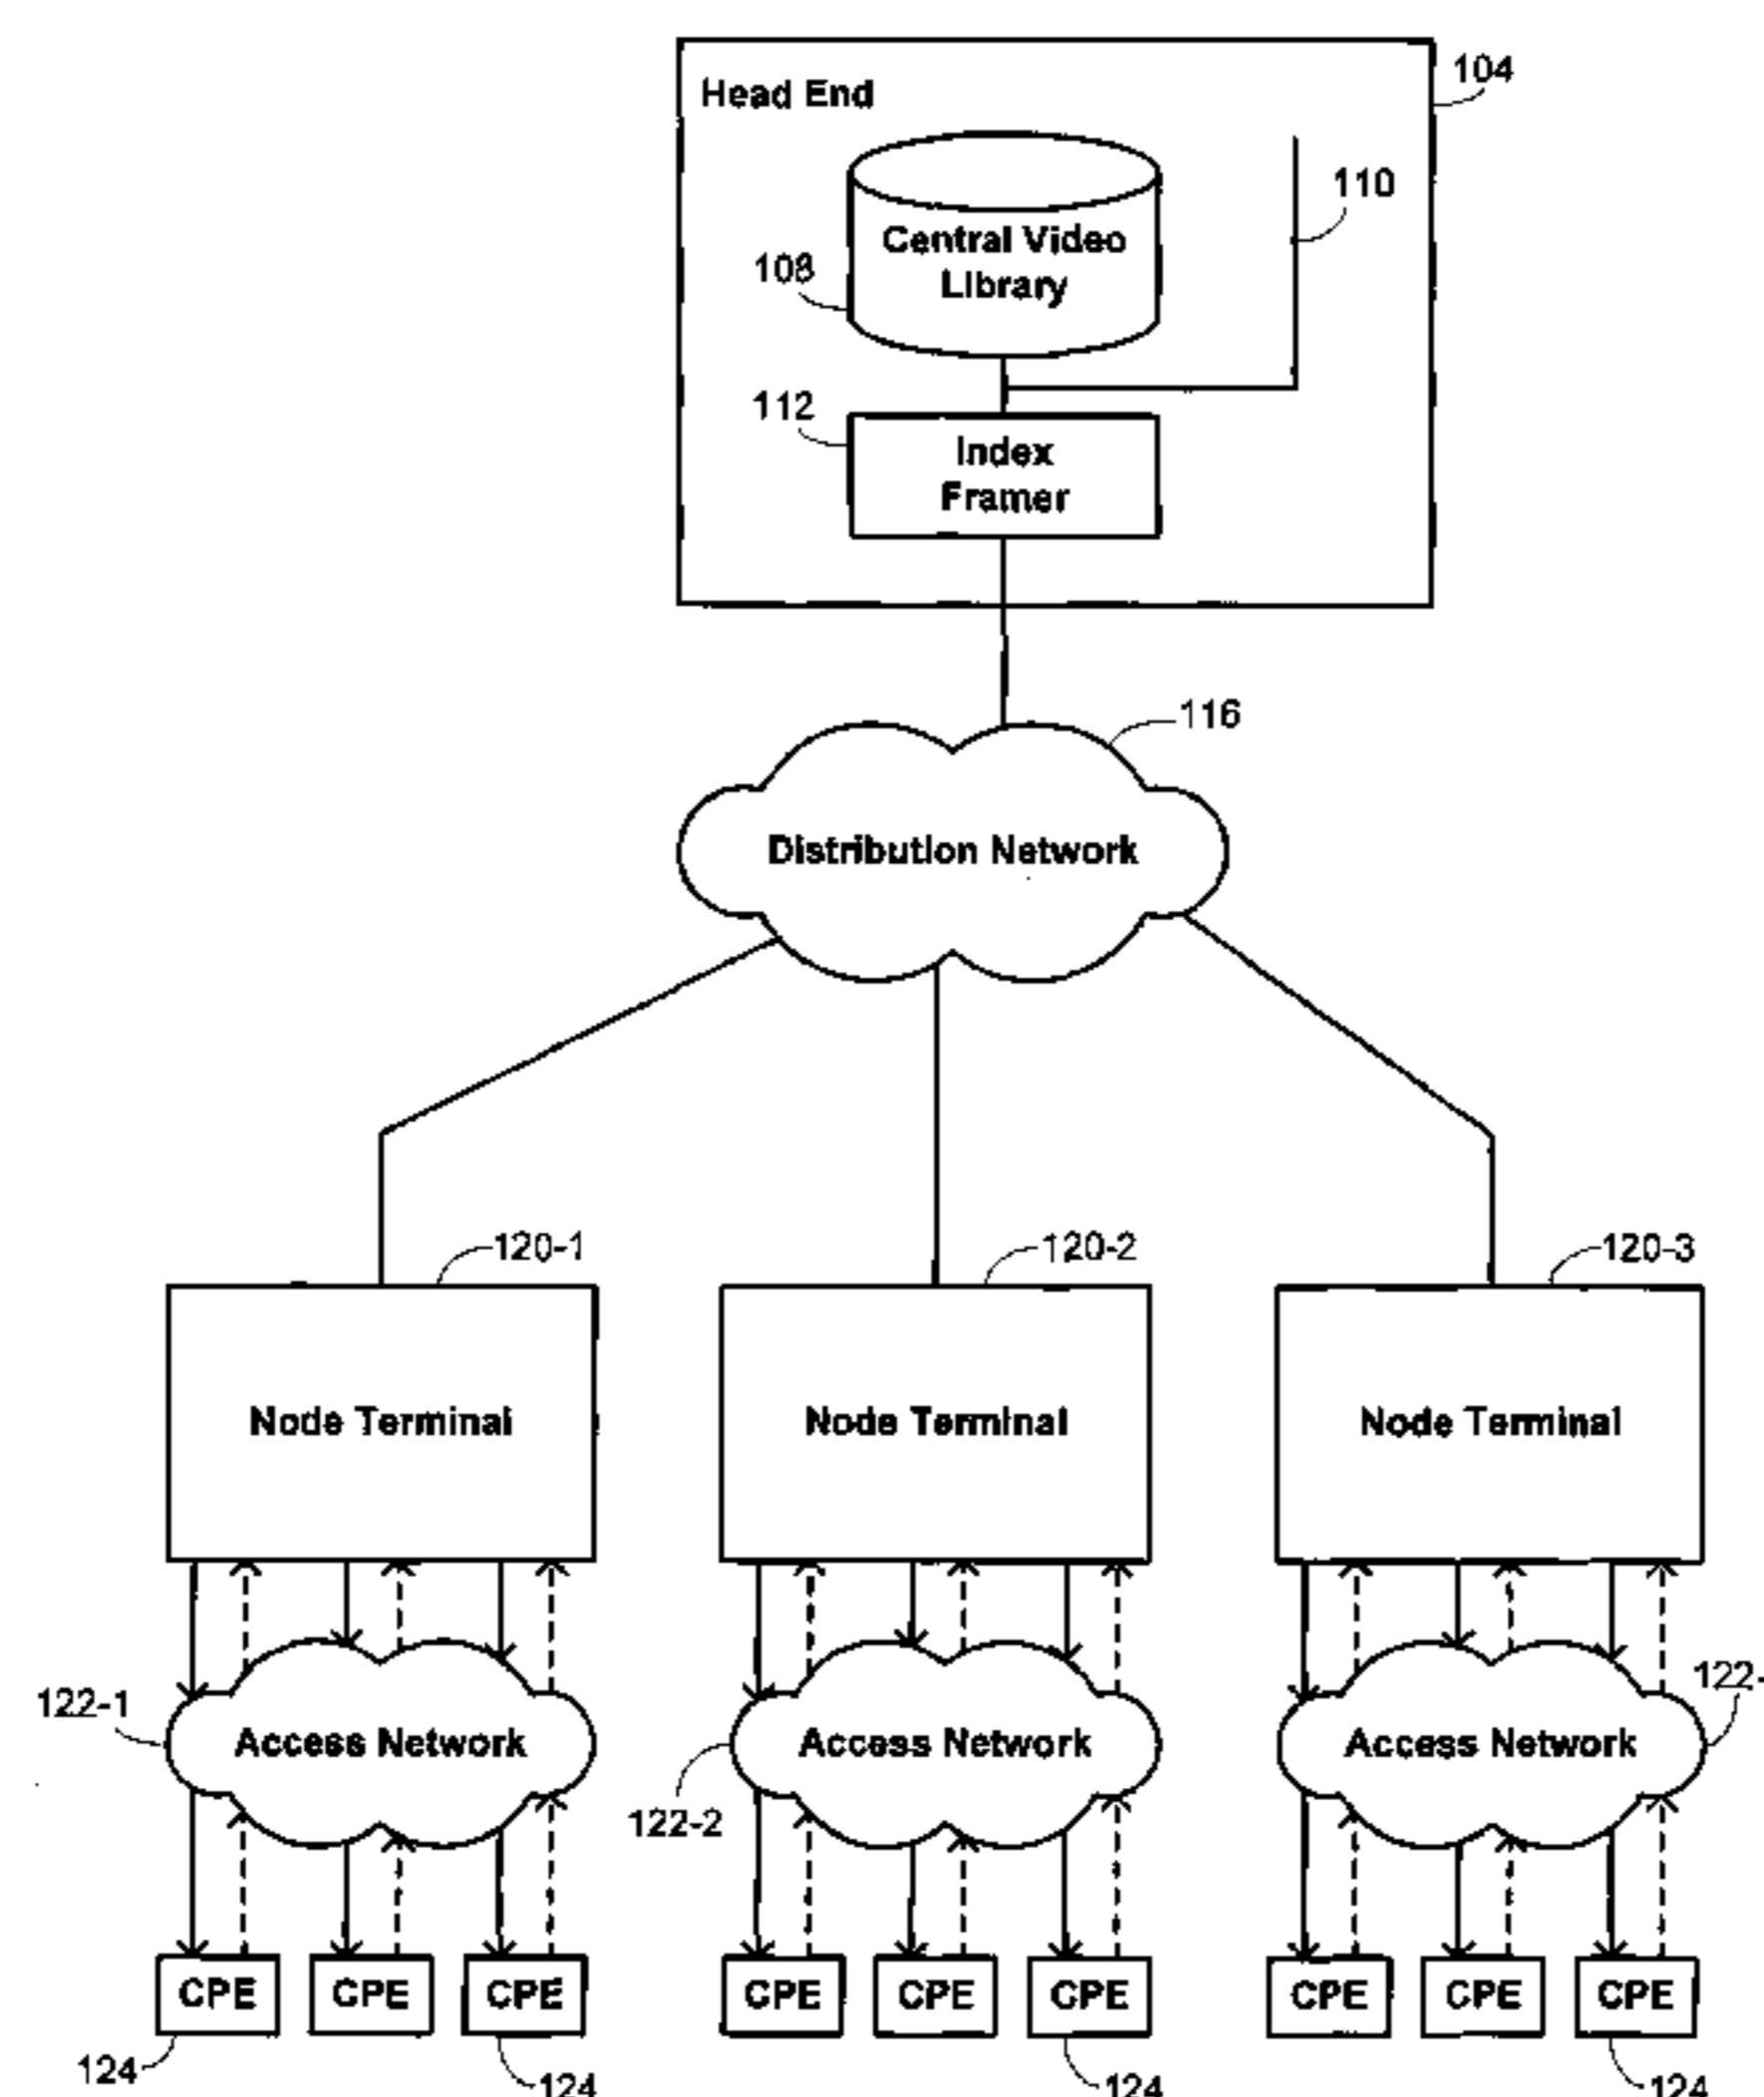 104
Head End
110
Central Video
Library
108
112
Index
Framer
116
Distribution Network
120-1
120-2
120-3
Node Terminal
Node Terminal
Node Terminal
122-1
122-
Access Network
Access Network
Access Network
122-2
CPE
CPE
CPE
CPE
CPE
CPE
CPE
CPE
CPE
124
124
124
124